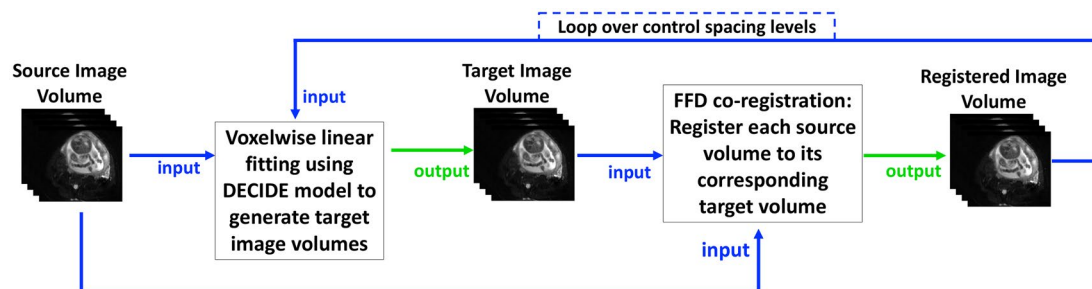 Loop over control spacing levels
Source Image
Volume
input
input
Voxelwise linear
fitting using
DECIDE model to
generate target
image volumes
output
Target Image
Volume
input
FFD co-registration:
Register each source
volume to its
corresponding
target volume
input
output
Registered Image
Volume